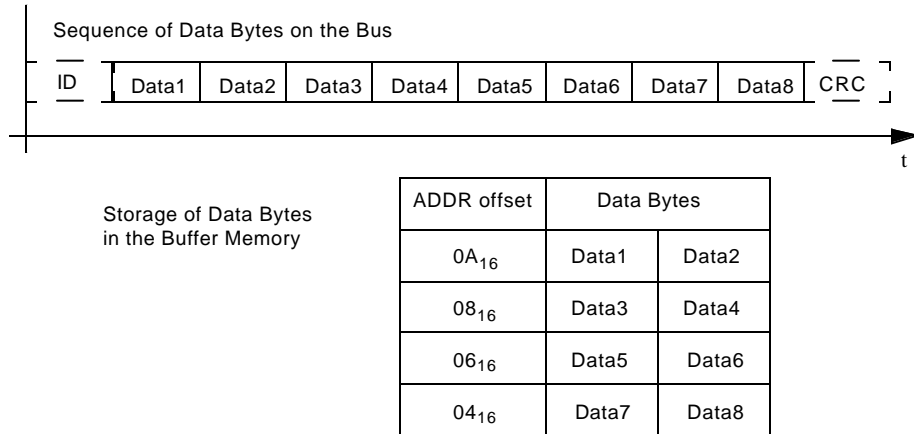 Sequence of Data Bytes on the Bus
ID Data1 Data2 Data3 Data4 Data5 Data6 Data7 Data8 CRC
t
Storage of Data Bytes
in the Buffer Memory
ADDR offset Data Bytes
0A16 Data1 Data2
0816 Data3 Data4
0616 Data5 Data6
0416 Data7 Data8